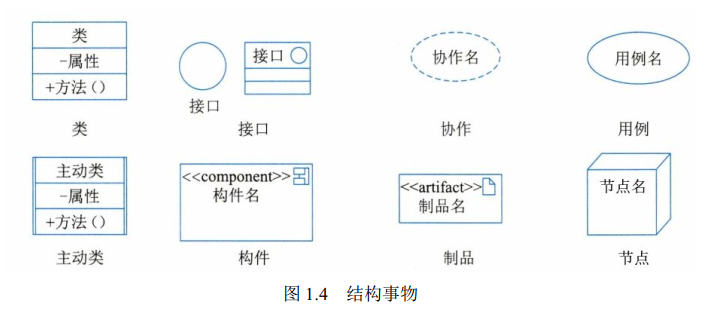 类
-属性
+方法()
类
接口
接口
接口
协作名
协作
用例名
用例
主动类
-属性
+方法()
主动类
<<component>>
构件名
构件
<<artifact>>
制品名
制品
节点名
节点
图 1.4 结构事物